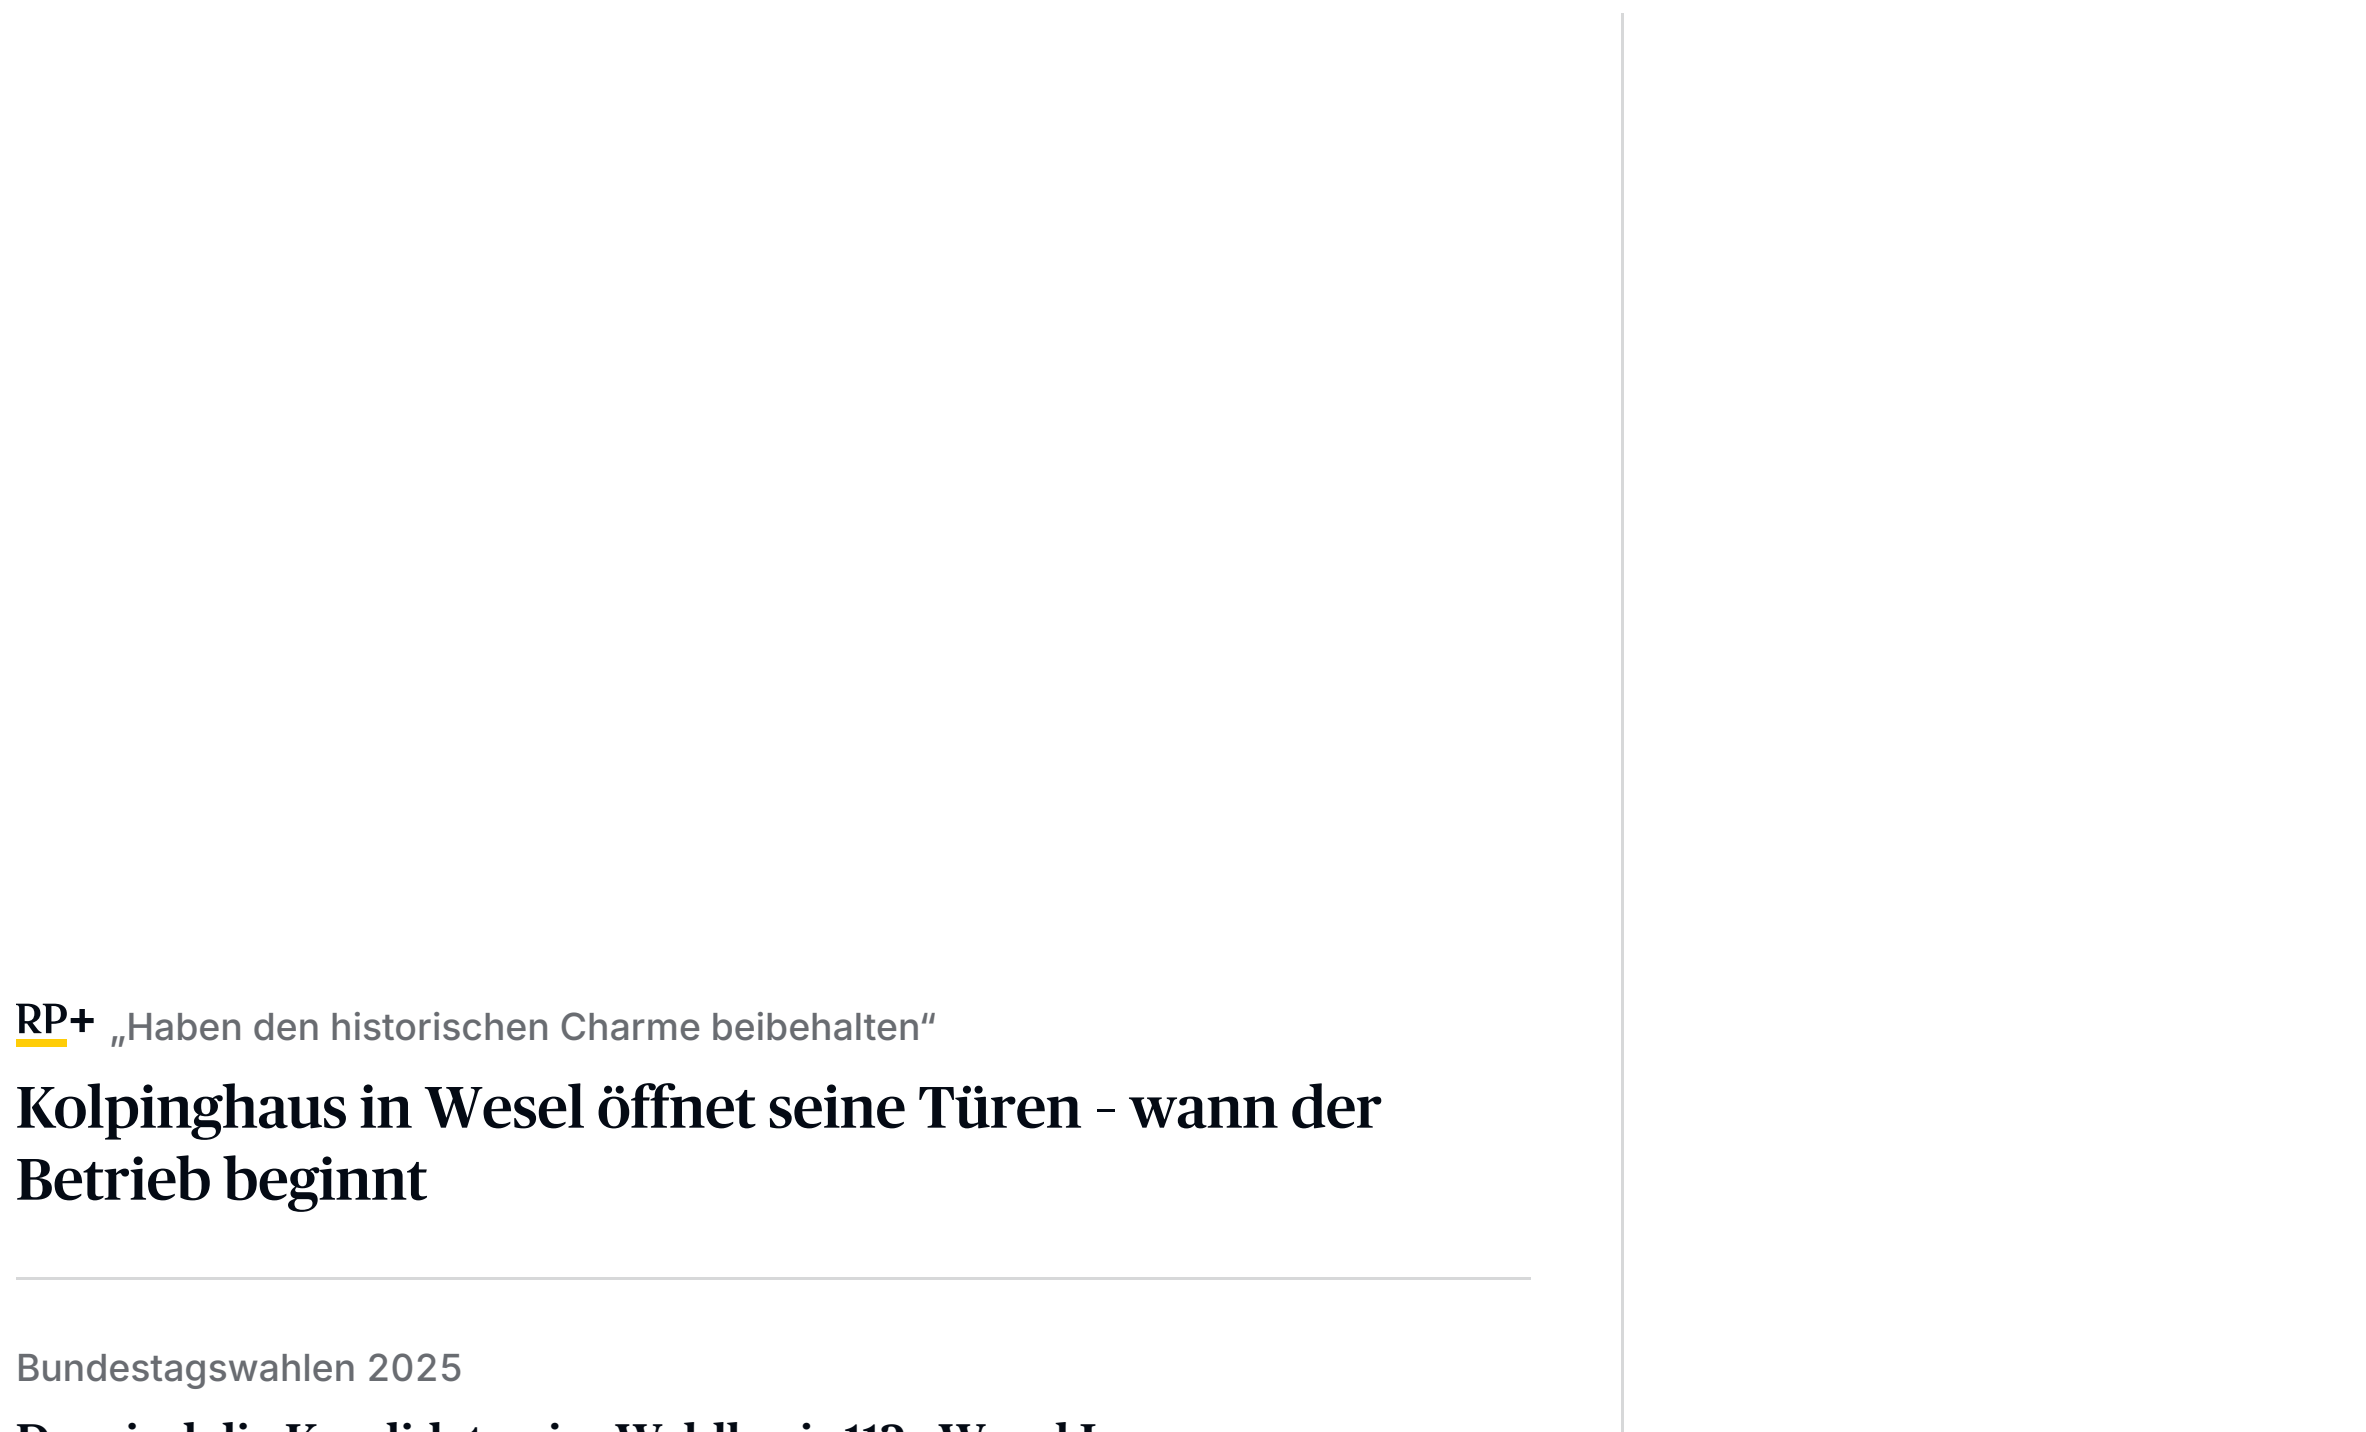 RP+ „Haben den historischen Charme beibehalten“
Kolpinghaus in Wesel öffnet seine Türen – wann der
Betrieb beginnt
Bundestagswahlen 2025